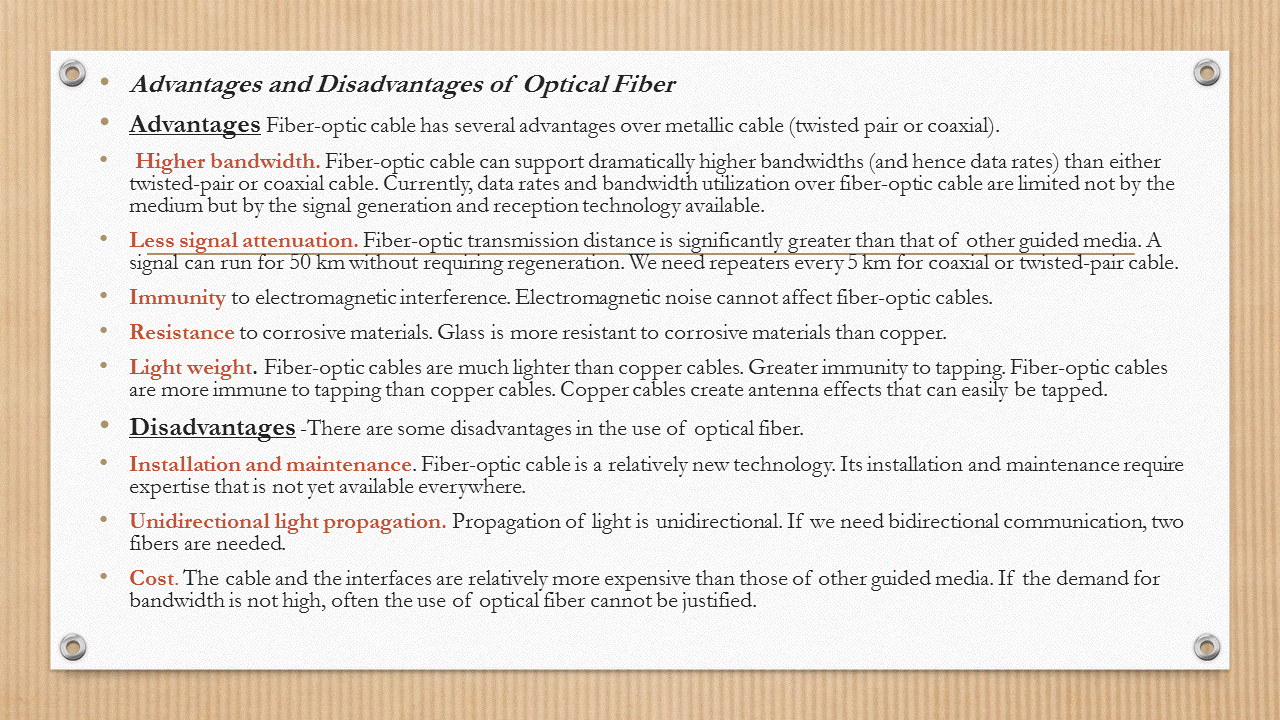 • Advantages and Disadvantages of Optical Fiber
• Advantages Fiber-optic cable has several advantages over metallic cable (twisted pair or coaxial).
• Higher bandwidth. Fiber-optic cable can support dramatically higher bandwidths (and hence data rates) than either
twisted-pair or coaxial cable. Currently, data rates and bandwidth utilization over fiber-optic cable are limited not by the
medium but by the signal generation and reception technology available.
• Less signal attenuation. Fiber-optic transmission distance is significantly greater than that of other guided media. A
signal can run for 50 km without requiring regeneration. We need repeaters every 5 km for coaxial or twisted-pair cable.
• Immunity to electromagnetic interference. Electromagnetic noise cannot affect fiber-optic cables.
• Resistance to corrosive materials. Glass is more resistant to corrosive materials than copper.
• Light weight. Fiber-optic cables are much lighter than copper cables. Greater immunity to tapping. Fiber-optic cables
are more immune to tapping than copper cables. Copper cables create antenna effects that can easily be tapped.
• Disadvantages -There are some disadvantages in the use of optical fiber.
• Installation and maintenance. Fiber-optic cable is a relatively new technology. Its installation and maintenance require
expertise that is not yet available everywhere.
• Unidirectional light propagation. Propagation of light is unidirectional. If we need bidirectional communication, two
fibers are needed.
• Cost. The cable and the interfaces are relatively more expensive than those of other guided media. If the demand for
bandwidth is not high, often the use of optical fiber cannot be justified.